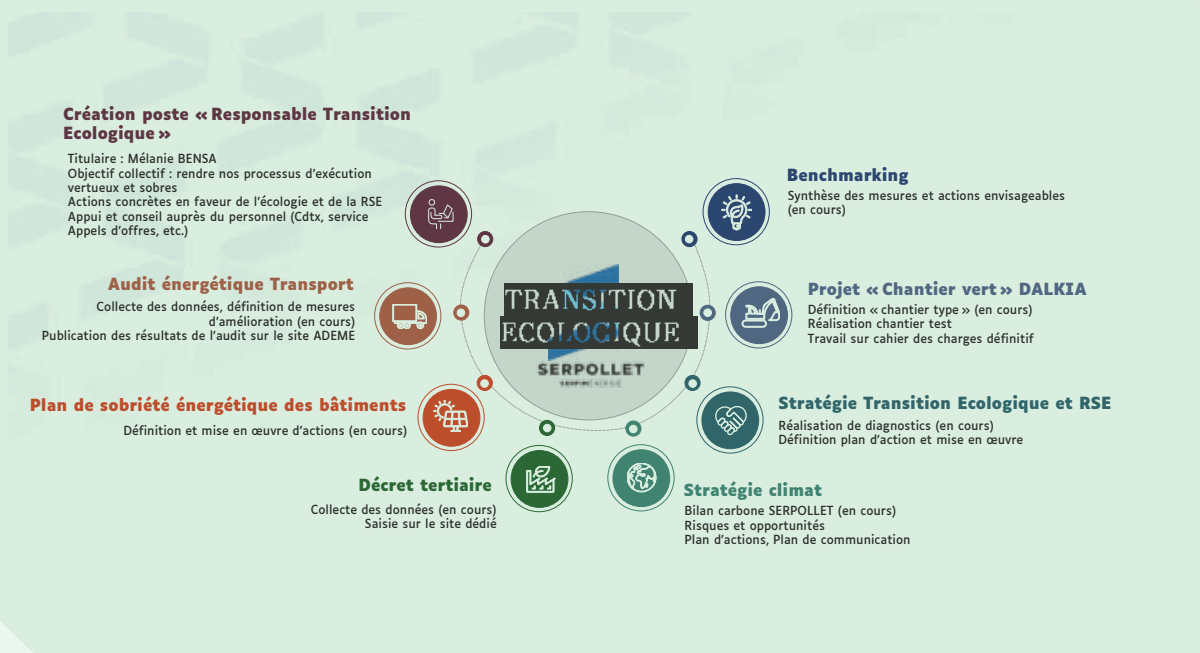 Création poste « Responsable Transition
Ecologique »
Titulaire : Mélanie BENSA
Objectif collectif : rendre nos processus d'exécution
vertueux et sobres
Actions concrètes en faveur de l'écologie et de la RSE
Appui et conseil auprès du personnel (Cdtx, service
Appels d'offres, etc.)
Audit énergétique Transport
Collecte des données, définition de mesures
d'amélioration (en cours)
Publication des résultats de l'audit sur le site ADEME
Plan de sobriété énergétique des bâtiments
Définition et mise en œuvre d'actions (en cours)
Décret tertiaire
Collecte des données (en cours)
Saisie sur le site dédié
TRANSITION
ECOLOGIQUE
SERPOLLET
SERFIM ÉNERGIE
Benchmarking
Synthèse des mesures et actions envisageables
(en cours)
Projet « Chantier vert » DALKIA
Définition « chantier type » (en cours)
Réalisation chantier test
Travail sur cahier des charges définitif
Stratégie Transition Ecologique et RSE
Réalisation de diagnostics (en cours)
Définition plan d'action et mise en œuvre
Stratégie climat
Bilan carbone SERPOLLET (en cours)
Risques et opportunités
Plan d'actions, Plan de communication